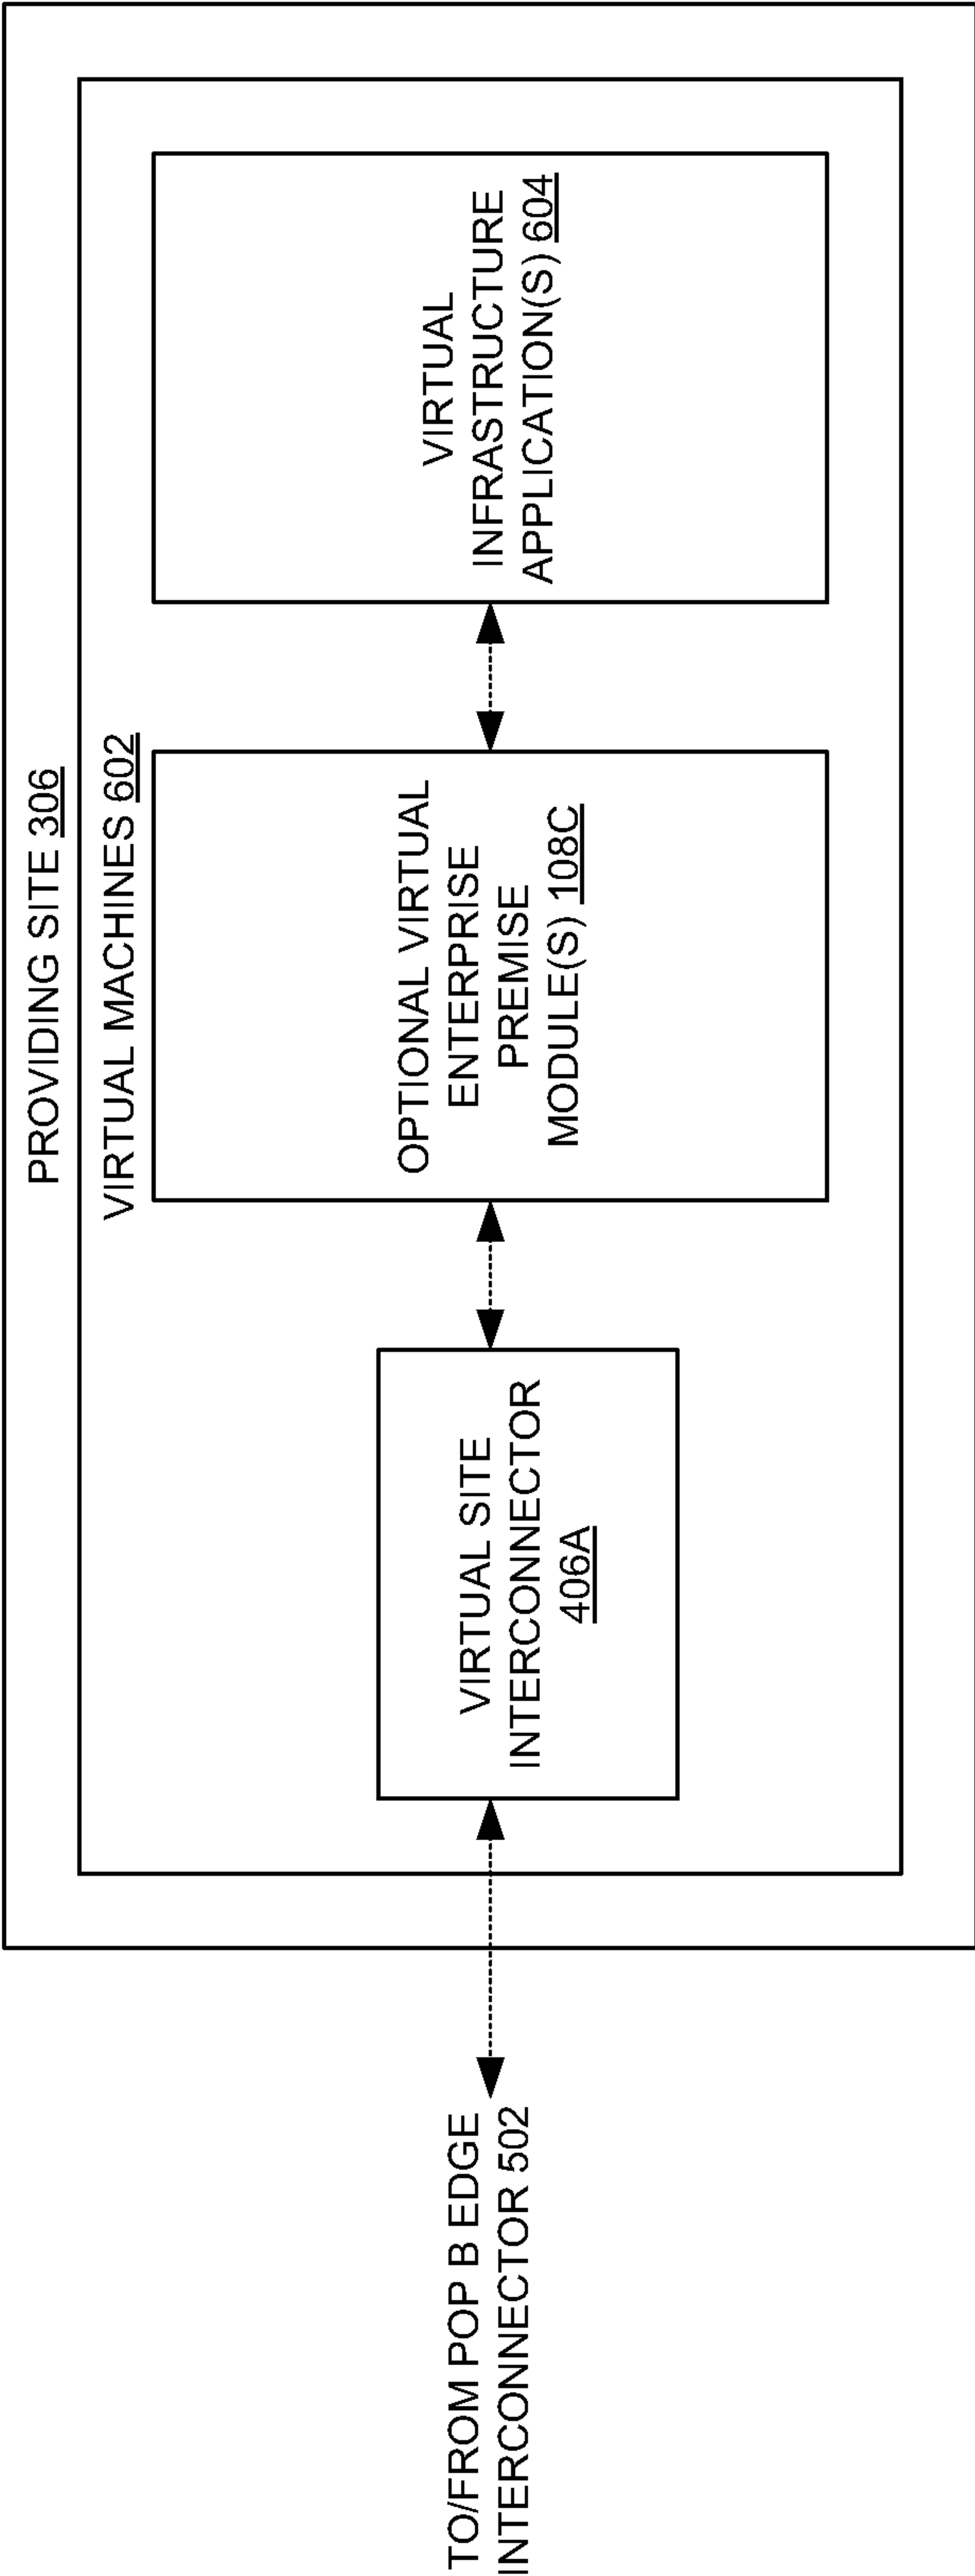 PROVIDING SITE 306
VIRTUAL MACHINES 602
TO/FROM POP B EDGE
INTERCONNECTOR 502
VIRTUAL SITE
INTERCONNECTOR
406A
OPTIONAL VIRTUAL
ENTERPRISE
PREMISE
MODULE(S) 108C
VIRTUAL
INFRASTRUCTURE
APPLICATION(S) 604